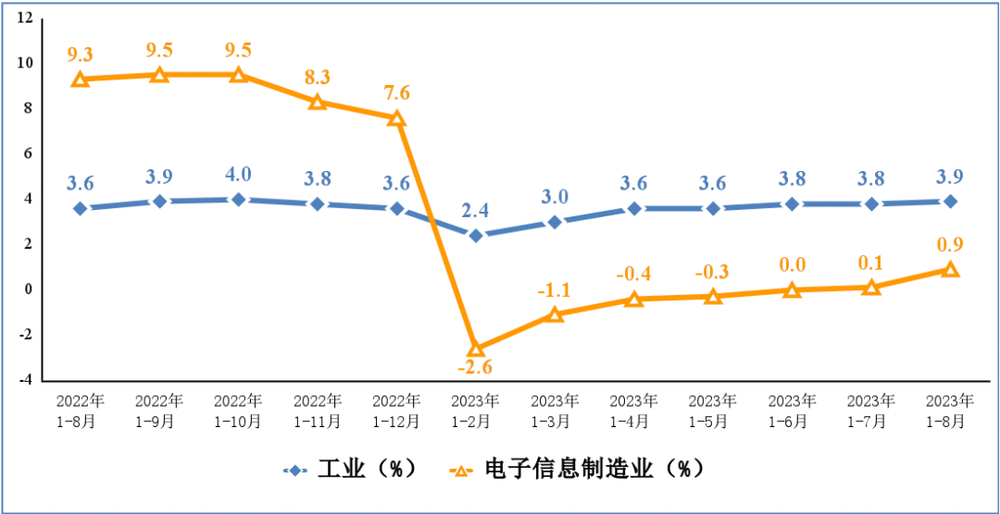 12
10
8
6
4
2
0
-2
-4
9.3 9.5 9.5 8.3 7.6 -2.6 -1.1 -0.4 -0.3 0.0 0.1 0.9
3.6 3.9 4.0 3.8 3.6 2.4 3.0 3.6 3.6 3.8 3.8 3.9
2022年 2022年 2022年 2022年 2022年 2023年 2023年 2023年 2023年 2023年 2023年 2023年
1-8月 1-9月 1-10月 1-11月 1-12月 1-2月 1-3月 1-4月 1-5月 1-6月 1-7月 1-8月
工业（%） 电子信息制造业（%）